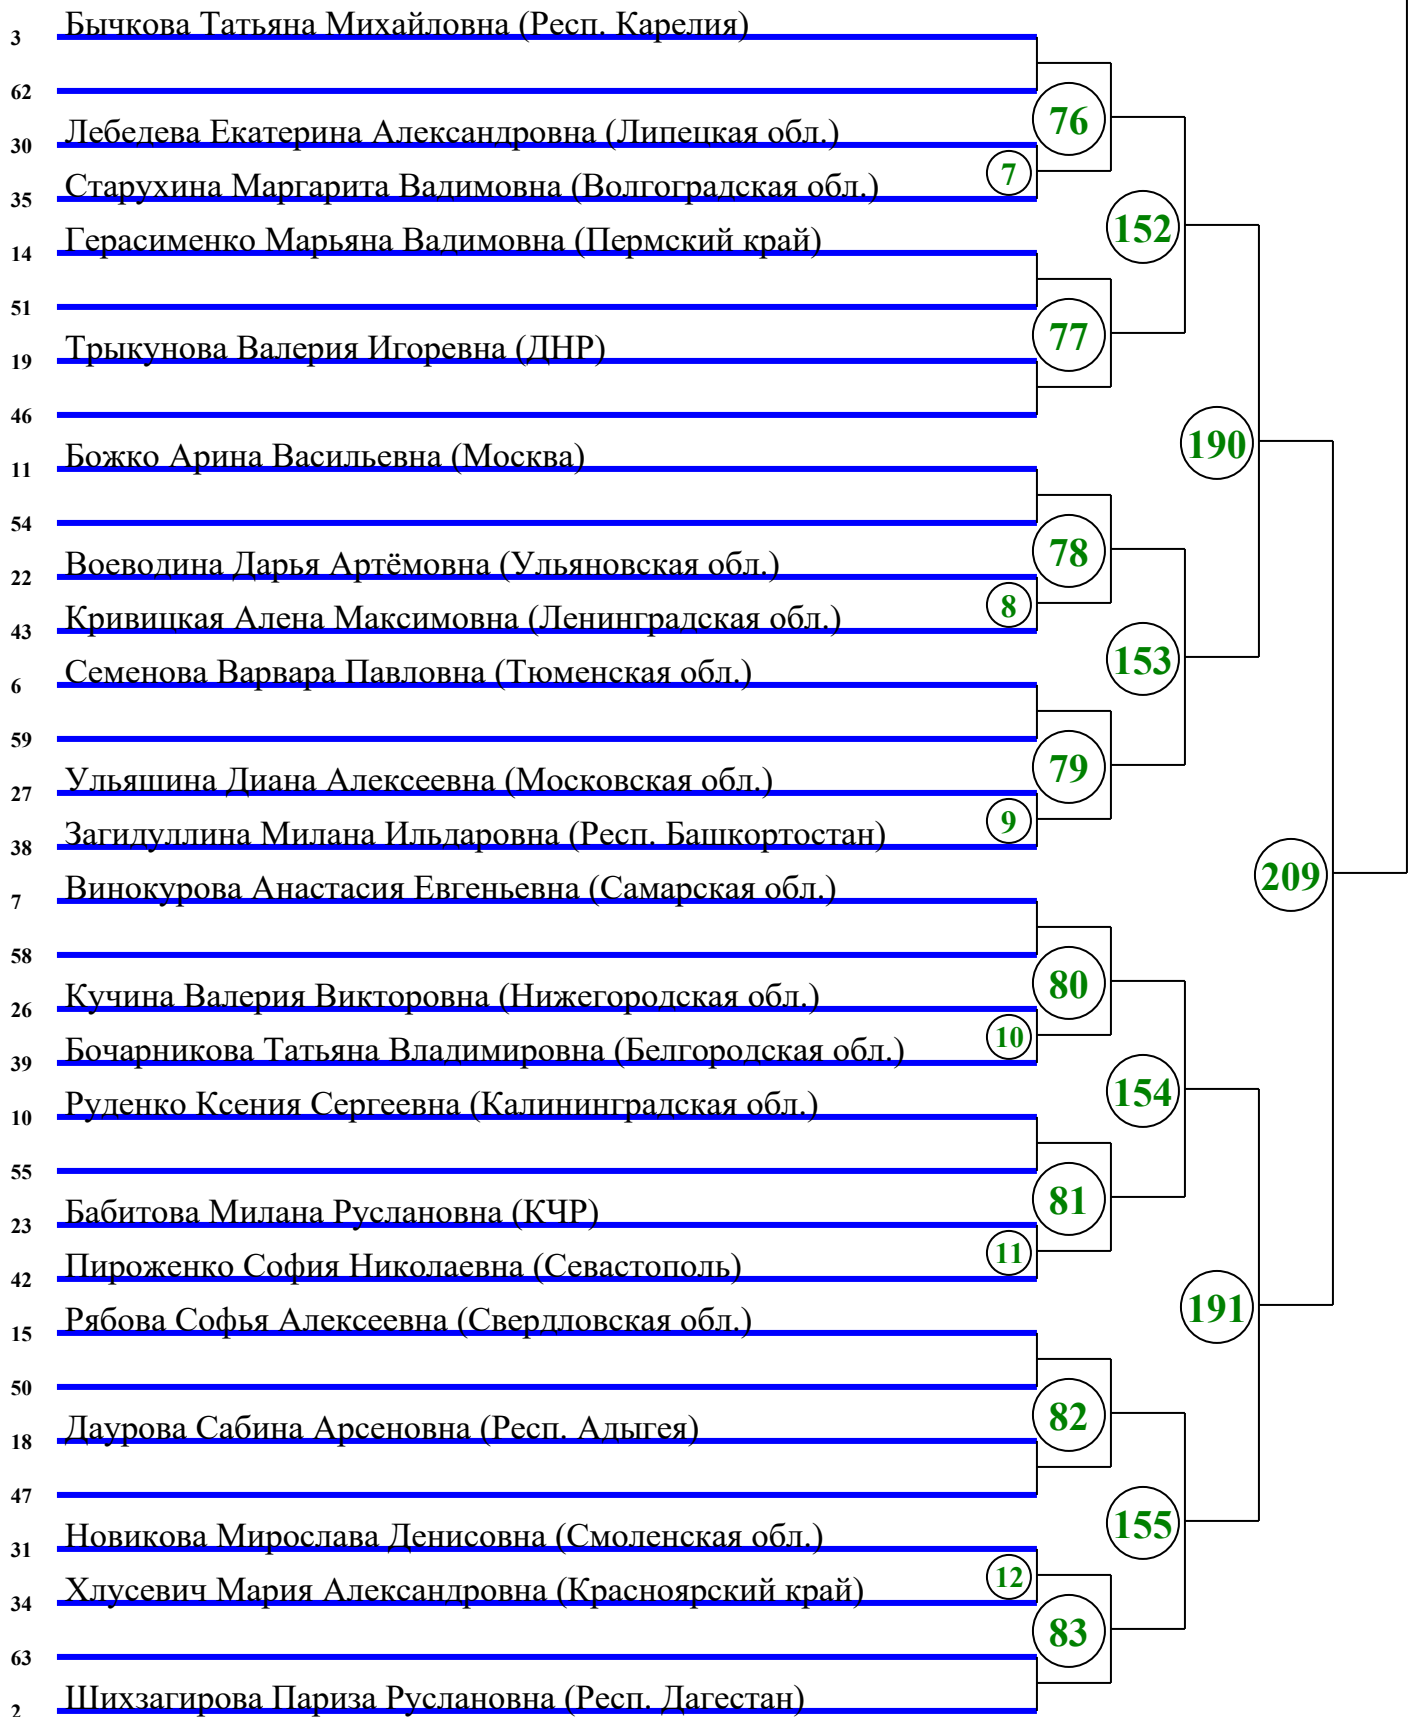 3 Бычкова Татьяна Михайловна (Респ. Карелия)
62
76
30 Лебедева Екатерина Александровна (Липецкая обл.)
7
35 Старухина Маргарита Вадимовна (Волгоградская обл.)
152
14 Герасименко Марьяна Вадимовна (Пермский край)
51
77
19 Трыкунова Валерия Игоревна (ДНР)
46
190
11 Божко Арина Васильевна (Москва)
54
78
22 Воеводина Дарья Артёмовна (Ульяновская обл.)
8
43 Кривицкая Алена Максимовна (Ленинградская обл.)
153
6 Семенова Варвара Павловна (Тюменская обл.)
59
79
27 Ульяшина Диана Алексеевна (Московская обл.)
9
38 Загидуллина Милана Ильдаровна (Респ. Башкортостан)
209
7 Винокурова Анастасия Евгеньевна (Самарская обл.)
58
80
26 Кучина Валерия Викторовна (Нижегородская обл.)
10
39 Бочарникова Татьяна Владимировна (Белгородская обл.)
154
10 Руденко Ксения Сергеевна (Калининградская обл.)
55
81
23 Бабитова Милана Руслановна (КЧР)
11
42 Пироженко София Николаевна (Севастополь)
191
15 Рябова Софья Алексеевна (Свердловская обл.)
50
82
18 Даурова Сабина Арсеновна (Респ. Адыгея)
47
155
31 Новикова Мирослава Денисовна (Смоленская обл.)
12
34 Хлусевич Мария Александровна (Красноярский край)
83
63
2 Шихзагирова Париза Руслановна (Респ. Дагестан)